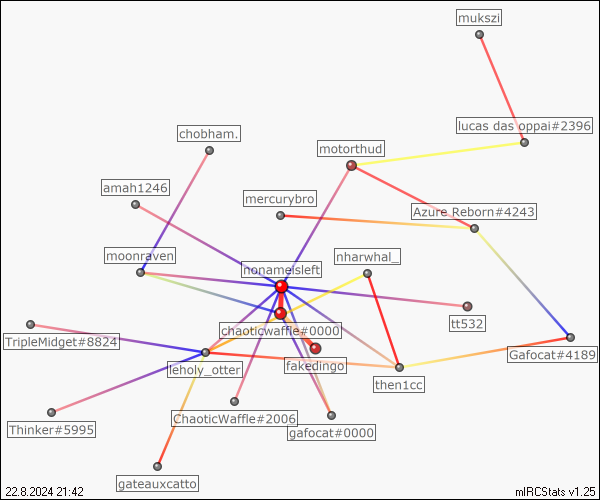 mukszi
lucas das oppai#2396
chobham.
motorthud
amah1246
mercurybro
Azure Reborn#4243
moonraven
nharwhal_
nonameisleft
chaoticwaffle#0000
tt532
TripleMidget#8824
Gafocat#4189
fakedingo
leholy_otter
then1cc
ChaoticWaffle#2006
Thinker#5995
gafocat#0000
gateauxcatto
22.8.2024 21:42
mIRCStats v1.25